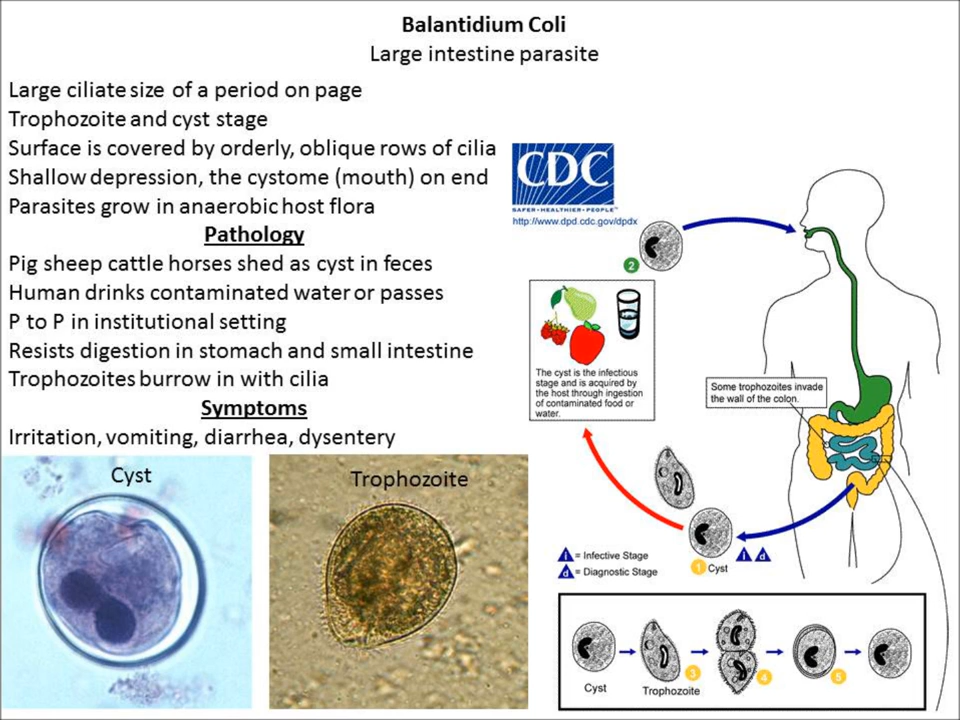 Balantidium Coli
Large intestine parasite
Large ciliate size of a period on page
Trophozoite and cyst stage
Surface is covered by orderly, oblique rows of cilia
Shallow depression, the cystome (mouth) on end
Parasites grow in anaerobic host flora
Pathology
Pig sheep cattle horses shed as cyst in feces
Human drinks contaminated water or passes
P to P in institutional setting
Resists digestion in stomach and small intestine
Trophozoites burrow in with cilia
Symptoms
Irritation, vomiting, diarrhea, dysentery
Cyst
Trophozoite
CDC
SAFER•HEALTHIER•PEOPLE™
http://www.dpd.cdc.gov/dpdx
2
The cyst is the infectious
stage and is acquired by
the host through ingestion
of contaminated food or
water.
Some trophozoites invade
the wall of the colon.
i = Infective Stage
d = Diagnostic Stage
1 Cyst
i d
Cyst
Trophozoite
3
4
5